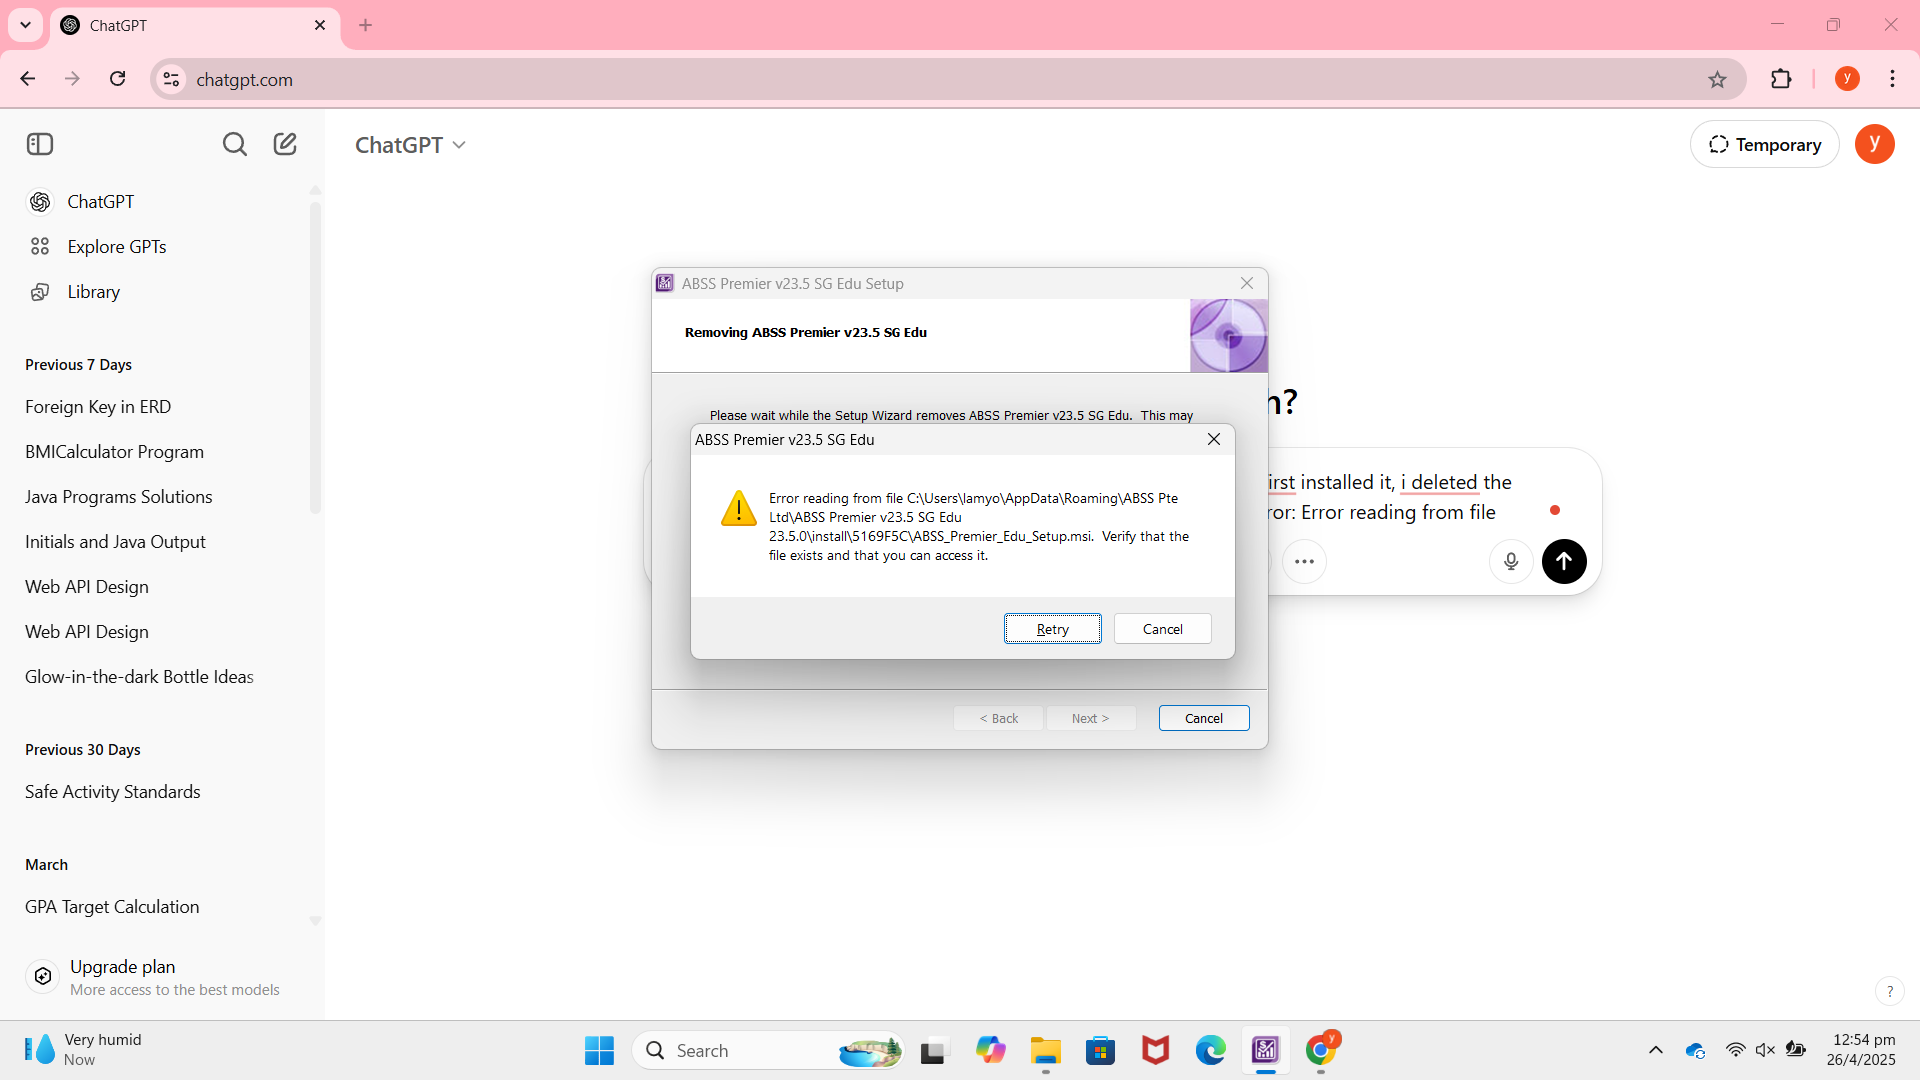 ChatGPT
chatgpt.com
y
ChatGPT
Explore GPTs
Library
Previous 7 Days
Foreign Key in ERD
BMICalculator Program
Java Programs Solutions
Initials and Java Output
Web API Design
Web API Design
Glow-in-the-dark Bottle Ideas
Previous 30 Days
Safe Activity Standards
March
GPA Target Calculation
Upgrade plan
More access to the best models
ChatGPT
Temporary
y
h?
irst installed it, i deleted the
ror: Error reading from file
ABSS Premier v23.5 SG Edu Setup
Removing ABSS Premier v23.5 SG Edu
Please wait while the Setup Wizard removes ABSS Premier v23.5 SG Edu. This may
ABSS Premier v23.5 SG Edu
Error reading from file C:\Users\lamyo\AppData\Roaming\ABSS Pte
Ltd\ABSS Premier v23.5 SG Edu
23.5.0\install\5169F5C\ABSS_Premier_Edu_Setup.msi. Verify that the
file exists and that you can access it.
Retry
Cancel
< Back
Next >
Cancel
?
Very humid
Now
Search
y
12:54 pm
26/4/2025